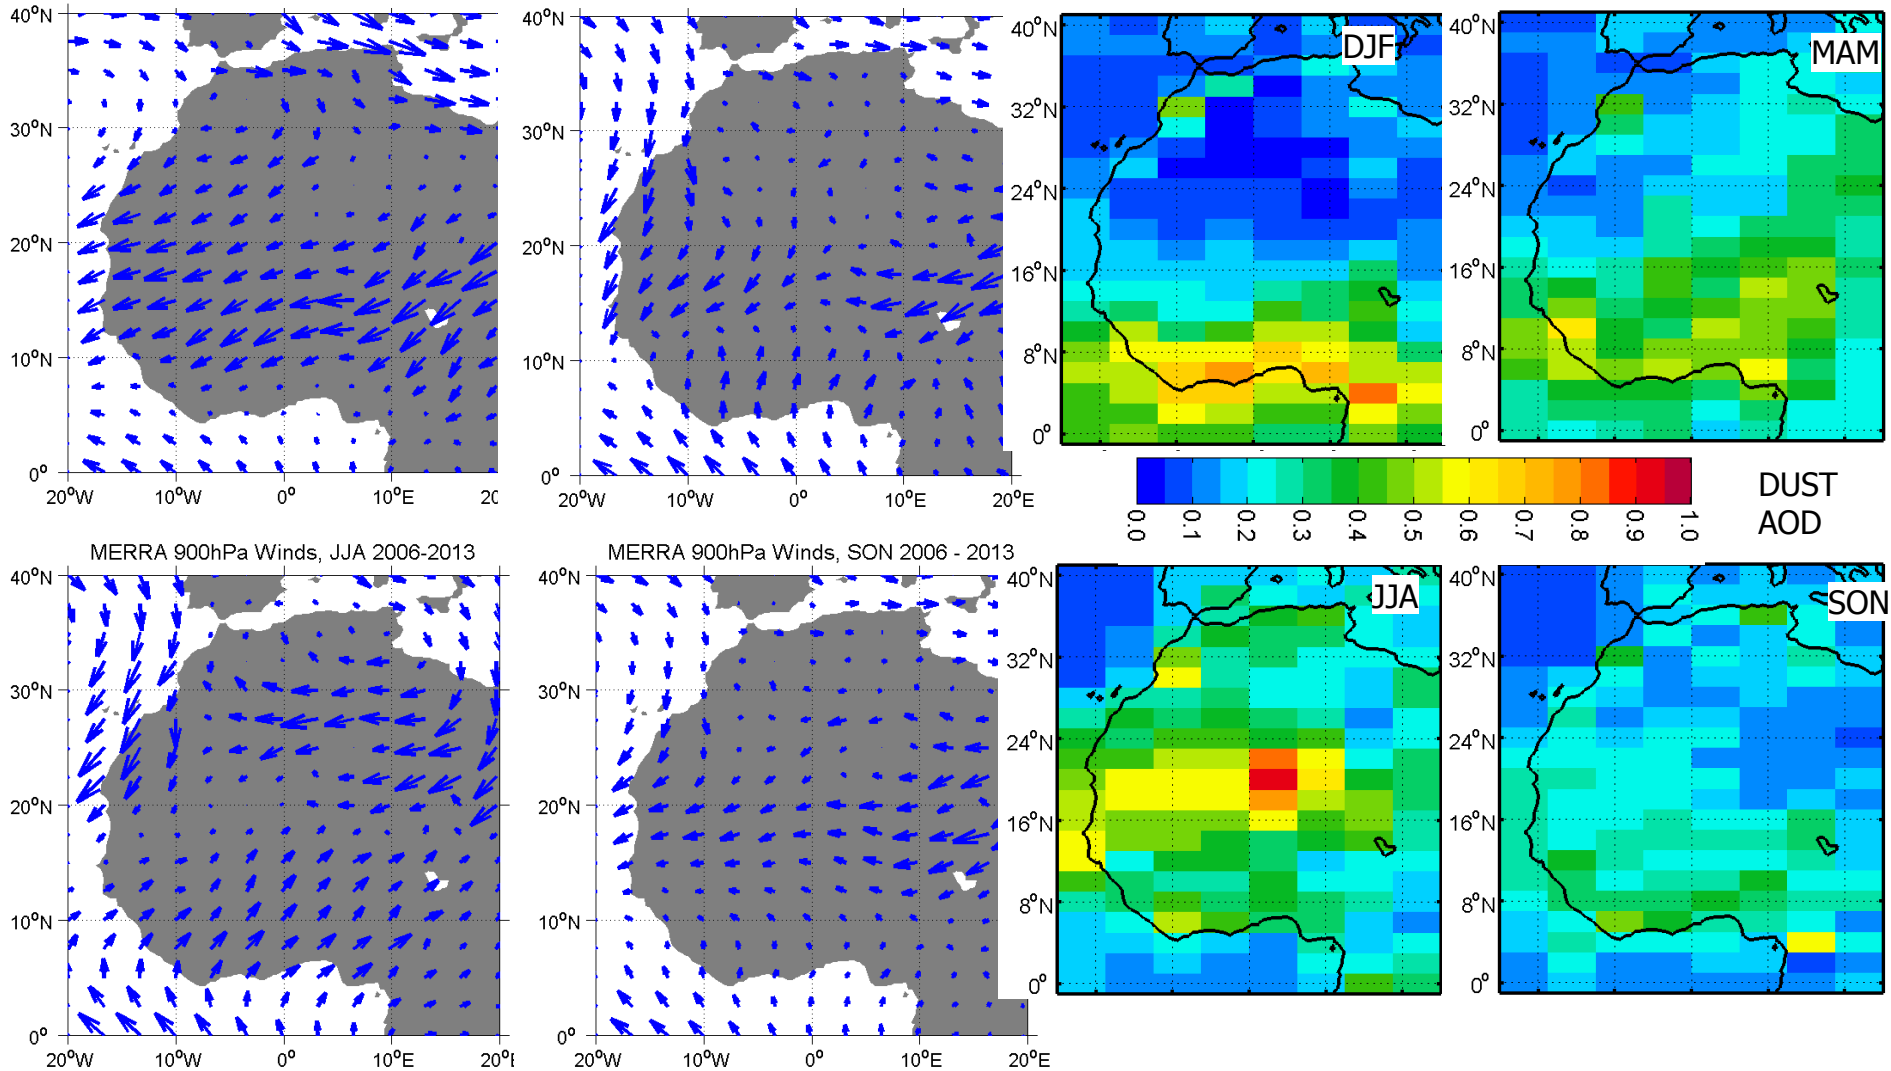 40°N
30°N
20°N
10°N
0°
20°W
10°W
0°
10°E
20
40°N
30°N
20°N
10°N
0°
20°W
10°W
0°
10°E
20°E
DJF
40°N
32°N
24°N
16°N
8°N
0°
MAM
40°N
32°N
24°N
16°N
8°N
0°
0.0
0.1
0.2
0.3
0.4
0.5
0.6
0.7
0.8
0.9
1.0
DUST
AOD
MERRA 900hPa Winds, JJA 2006-2013
40°N
30°N
20°N
10°N
0°
20°W
10°W
0°
10°E
20°E
MERRA 900hPa Winds, SON 2006 - 2013
40°N
30°N
20°N
10°N
0°
20°W
10°W
0°
10°E
20°E
JJA
40°N
32°N
24°N
16°N
8°N
0°
SON
40°N
32°N
24°N
16°N
8°N
0°